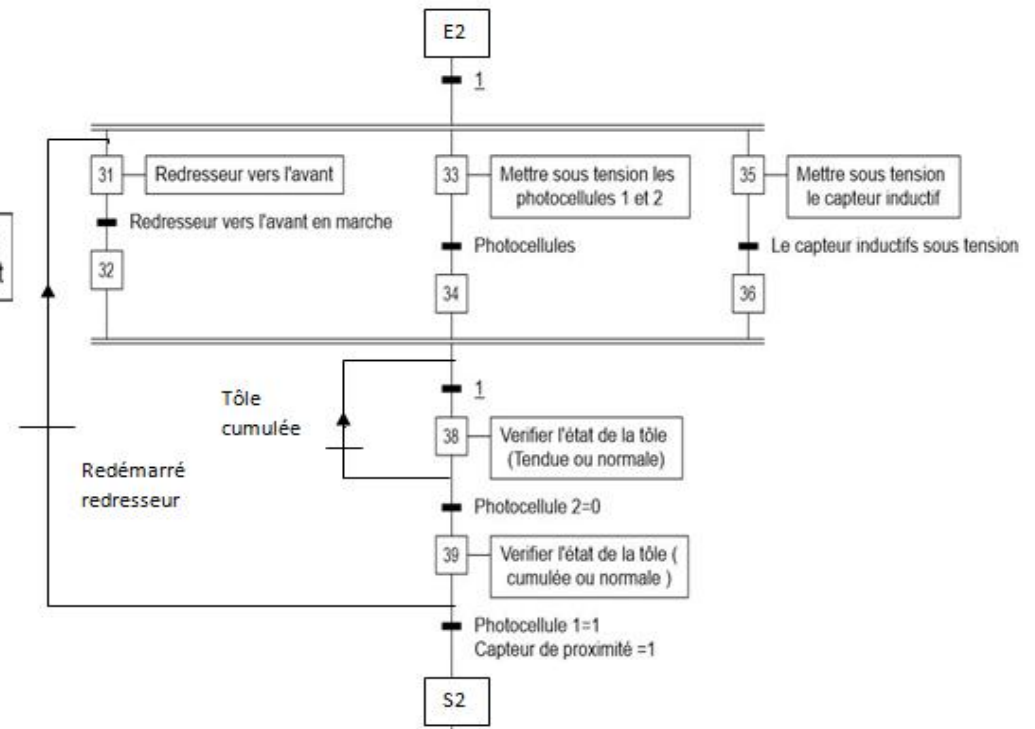 E2
1
31
Redresseur vers l'avant
Redresseur vers l'avant en marche
32
33
Mettre sous tension les
photocellules 1 et 2
Photocellules
34
35
Mettre sous tension
le capteur inductif
Le capteur inductifs sous tension
36
t
1
Tôle
cumulée
38
Verifier l'état de la tôle
(Tendue ou normale)
Redémarré
redresseur
Photocellule 2=0
39
Verifier l'état de la tôle (
cumulée ou normale )
Photocellule 1=1
Capteur de proximité =1
S2